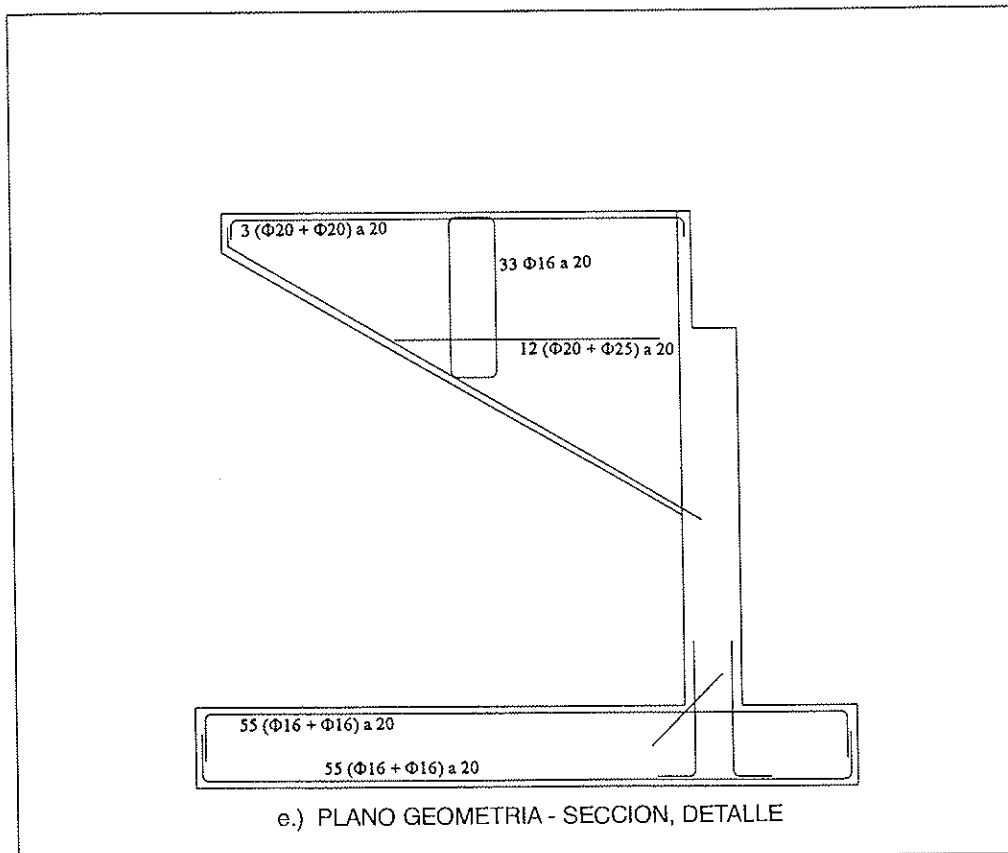 3 (Φ20 + Φ20) a 20
33 Φ16 a 20
12 (Φ20 + Φ25) a 20
55 (Φ16 + Φ16) a 20
55 (Φ16 + Φ16) a 20
e.) PLANO GEOMETRIA - SECCION, DETALLE